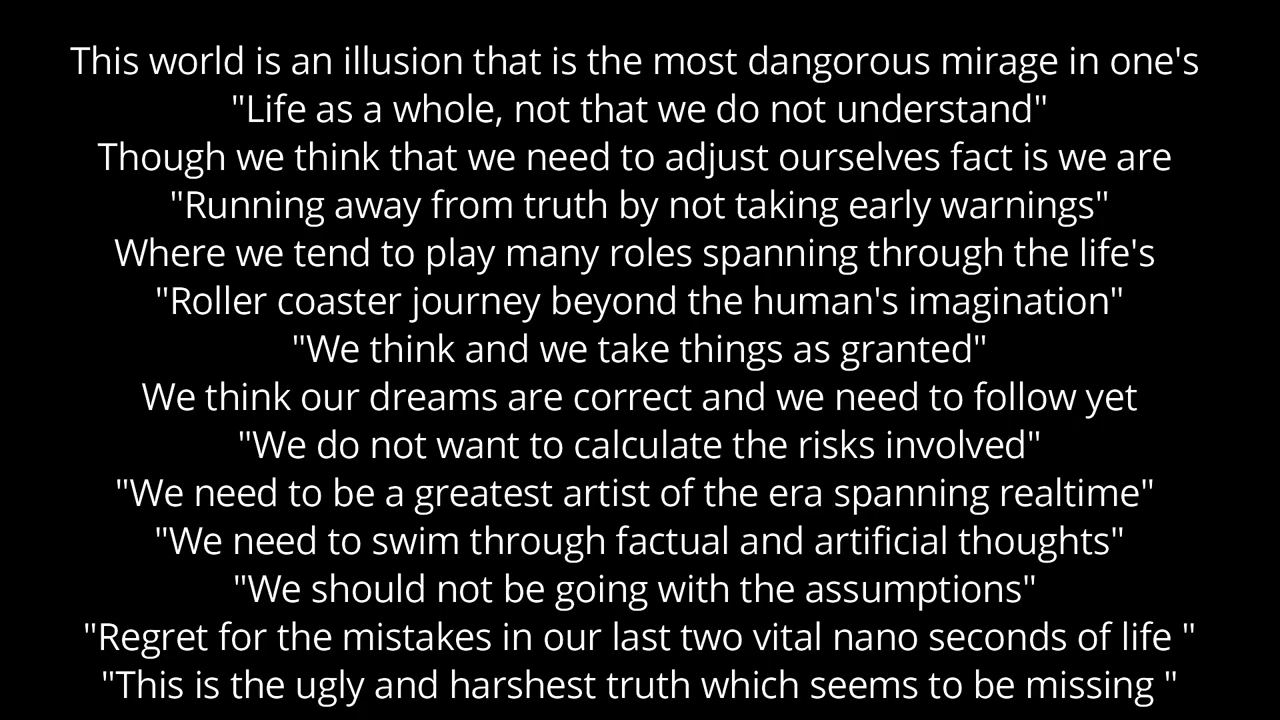 This world is an illusion that is the most dangorous mirage in one's
"Life as a whole, not that we do not understand"
Though we think that we need to adjust ourselves fact is we are
"Running away from truth by not taking early warnings"
Where we tend to play many roles spanning through the life's
"Roller coaster journey beyond the human's imagination"
"We think and we take things as granted"
We think our dreams are correct and we need to follow yet
"We do not want to calculate the risks involved"
"We need to be a greatest artist of the era spanning realtime"
"We need to swim through factual and artificial thoughts"
"We should not be going with the assumptions"
"Regret for the mistakes in our last two vital nano seconds of life "
"This is the ugly and harshest truth which seems to be missing "